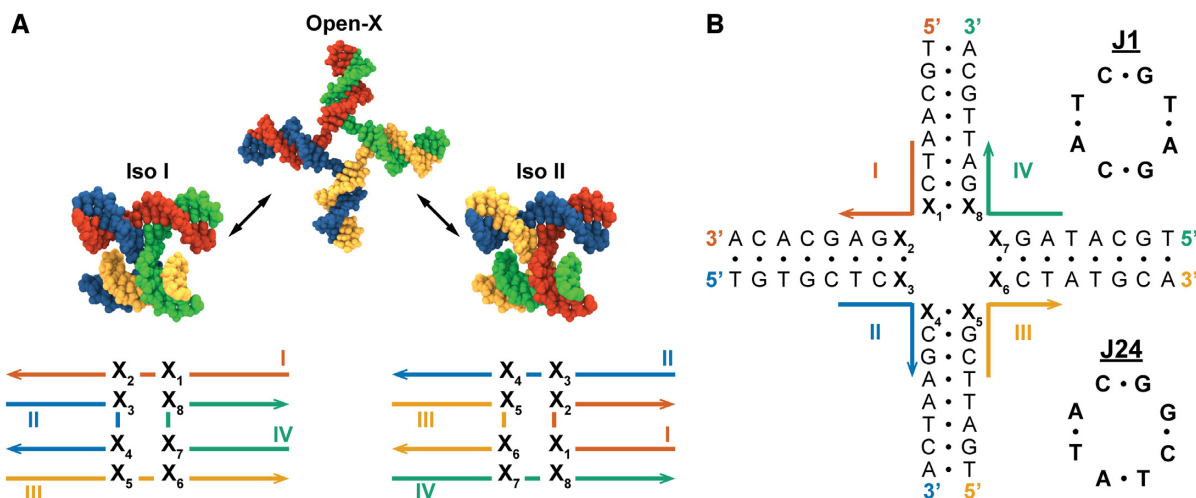 A
Open-X
Iso I
Iso II
I
X2 X1
X3 X8
II I I IV
X4 X7
X5 X6
III
II
X4 X3
X5 X2
III I I I
X6 X1
X7 X8
IV
B
5’ 3’
T • A
G • C
C • G
A • T
A • T
T • A
C • G
X1 • X8
I IV
3’ A C A C G A G X2 X7 G A T A C G T 5’
• • • • • • • • • • • • • • • •
5’ T G T G C T C X3 X6 C T A T G C A 3’
X4 • X5
C • G
G • C
A • T
A • T
T • A
C • G
A • T
3’ 5’
II III
J1
C • G
T T
• •
A A
C • G
J24
C • G
A G
• •
T C
A • T